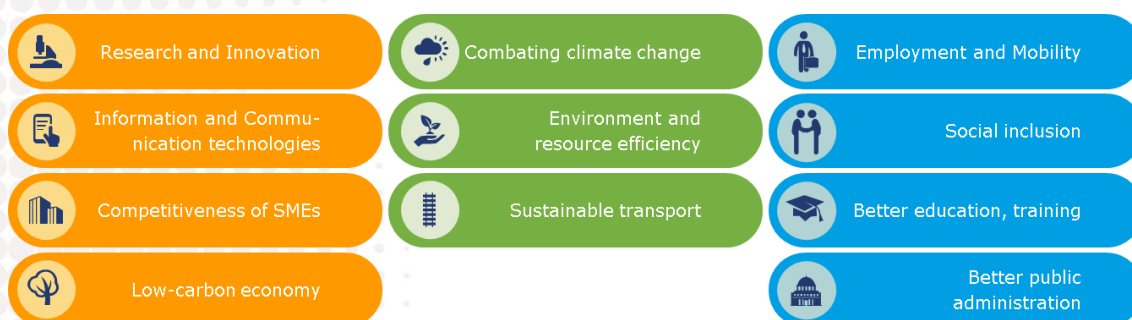 Research and Innovation
Information and Commu-
nication technologies
Competitiveness of SMEs
Low-carbon economy
Combating climate change
Environment and
resource efficiency
Sustainable transport
Employment and Mobility
Social inclusion
Better education, training
Better public
administration